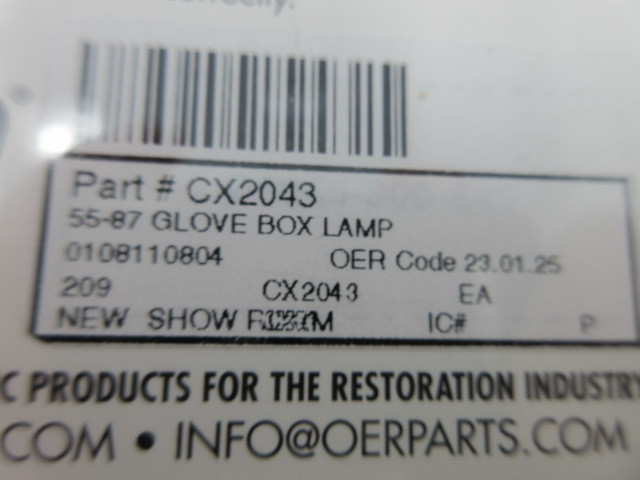 correctly.
Part # CX2043
55-87 GLOVE BOX LAMP
0108110804 OER Code 23.01.25
209 CX2043 EA
NEW SHOW IC# P
C PRODUCTS FOR THE RESTORATION INDUSTRY
.COM • INFO@OERPARTS.COM